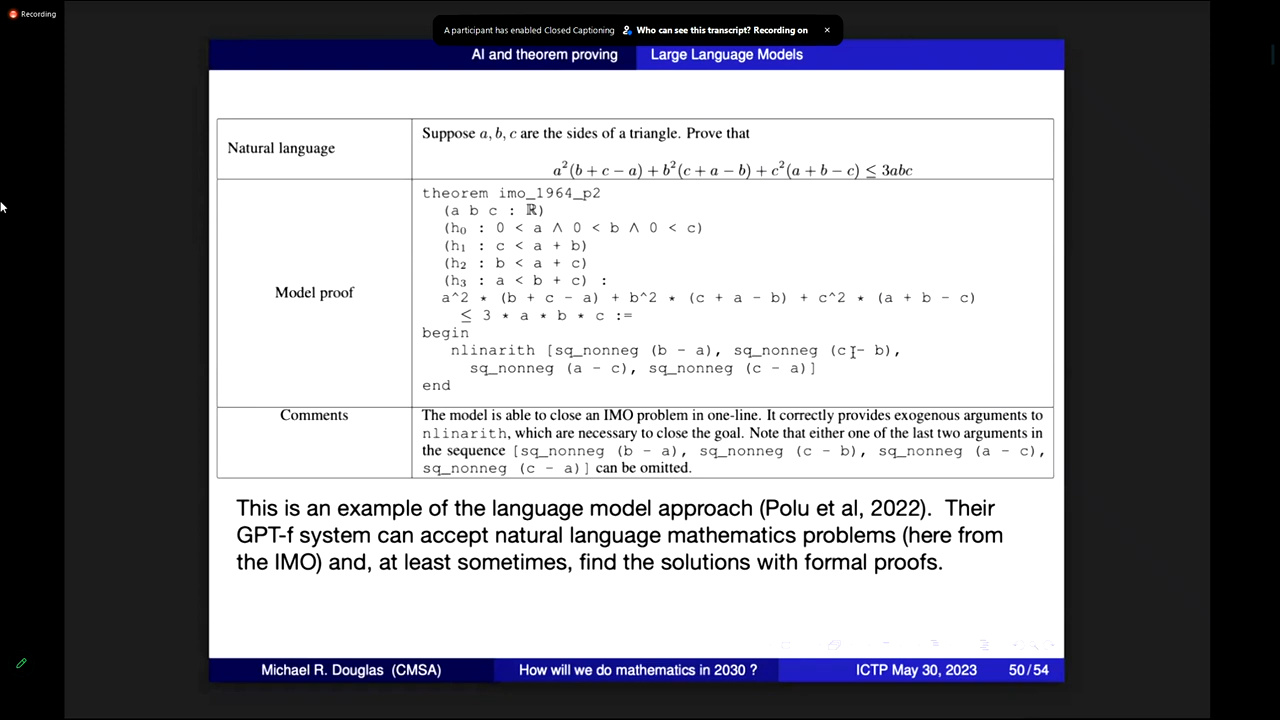 Recording
A participant has enabled Closed Captioning Who can see this transcript? Recording on ×
AI and theorem proving Large Language Models
Natural language
Suppose a, b, c are the sides of a triangle. Prove that
a²(b + c − a) + b²(c + a − b) + c²(a + b − c) ≤ 3abc
Model proof
theorem imo_1964_p2
(a b c : ℝ)
(h₀ : 0 < a ∧ 0 < b ∧ 0 < c)
(h₁ : c < a + b)
(h₂ : b < a + c)
(h₃ : a < b + c) :
a^2 * (b + c - a) + b^2 * (c + a - b) + c^2 * (a + b - c)
≤ 3 * a * b * c :=
begin
nlinarith [sq_nonneg (b - a), sq_nonneg (c - b),
sq_nonneg (a - c), sq_nonneg (c - a)]
end
Comments
The model is able to close an IMO problem in one-line. It correctly provides exogenous arguments to
nlinarith, which are necessary to close the goal. Note that either one of the last two arguments in
the sequence [sq_nonneg (b - a), sq_nonneg (c - b), sq_nonneg (a - c),
sq_nonneg (c - a)] can be omitted.
This is an example of the language model approach (Polu et al, 2022). Their
GPT-f system can accept natural language mathematics problems (here from
the IMO) and, at least sometimes, find the solutions with formal proofs.
Michael R. Douglas (CMSA) How will we do mathematics in 2030 ? ICTP May 30, 2023 50/54